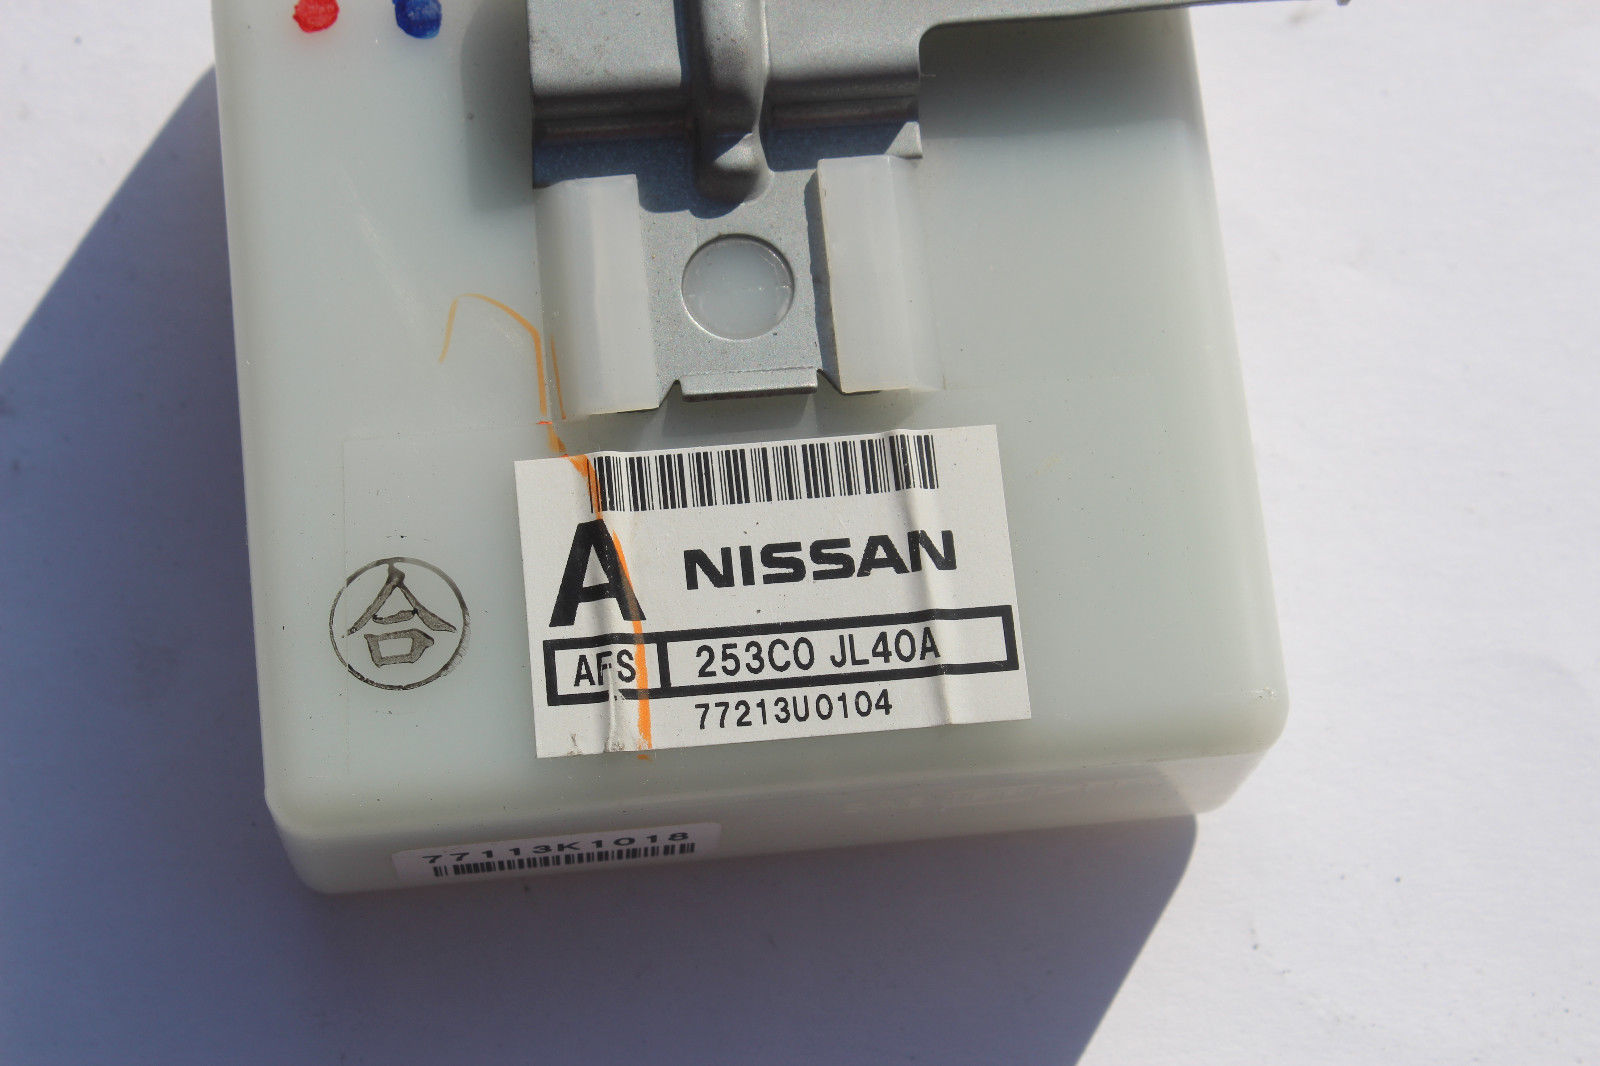 A NISSAN
AFS 253C0 JL40A
77213U0104
合
77113K1018